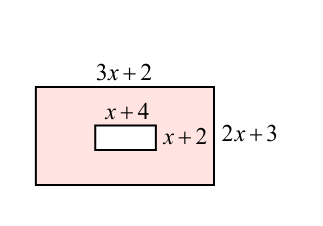 3x + 2
x + 4
x + 2
2x + 3